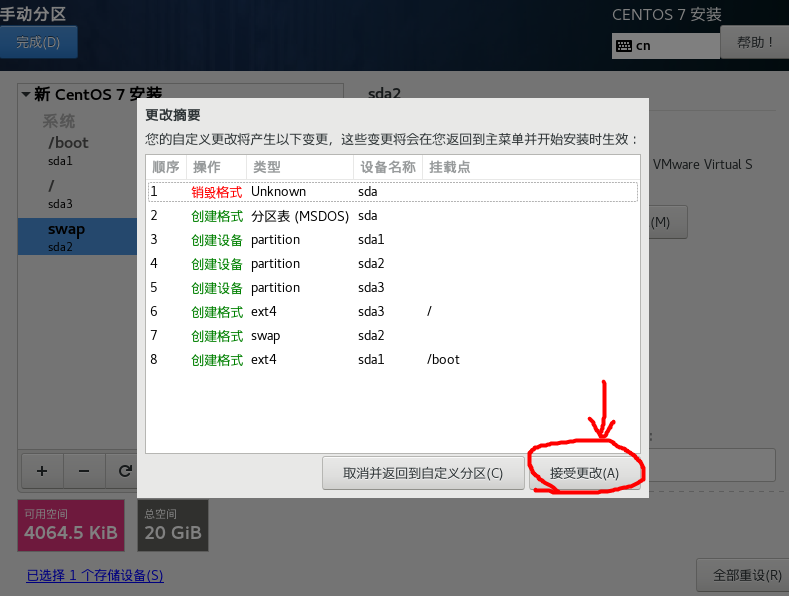 手动分区
CENTOS 7 安装
完成(D)
cn
帮助！
新 CentOS 7 安装
sda2
系统
/boot
sda1
/
sda3
swap
sda2
VMware Virtual S
(M)
更改摘要
您的自定义更改将产生以下变更，这些变更将会在您返回到主菜单并开始安装时生效：
顺序 操作 类型 设备名称 挂载点
1 销毁格式 Unknown sda
2 创建格式 分区表 (MSDOS) sda
3 创建设备 partition sda1
4 创建设备 partition sda2
5 创建设备 partition sda3
6 创建格式 ext4 sda3 /
7 创建格式 swap sda2
8 创建格式 ext4 sda1 /boot
取消并返回到自定义分区(C)
接受更改(A)
可用空间
4064.5 KiB
总空间
20 GiB
已选择 1 个存储设备(S)
全部重设(R)